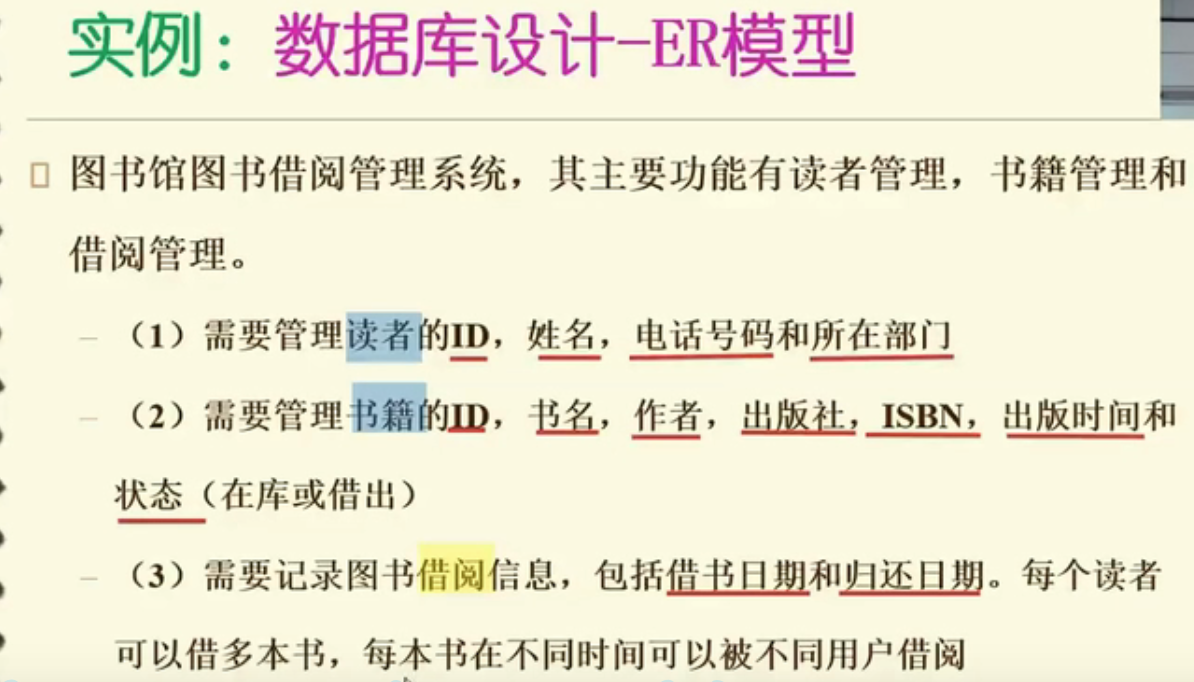 实例：数据库设计–ER模型
图书馆图书借阅管理系统，其主要功能有读者管理，书籍管理和
借阅管理。
– （1）需要管理读者的ID，姓名，电话号码和所在部门
– （2）需要管理书籍的ID，书名，作者，出版社，ISBN，出版时间和
状态（在库或借出）
– （3）需要记录图书借阅信息，包括借书日期和归还日期。每个读者
可以借多本书，每本书在不同时间可以被不同用户借阅